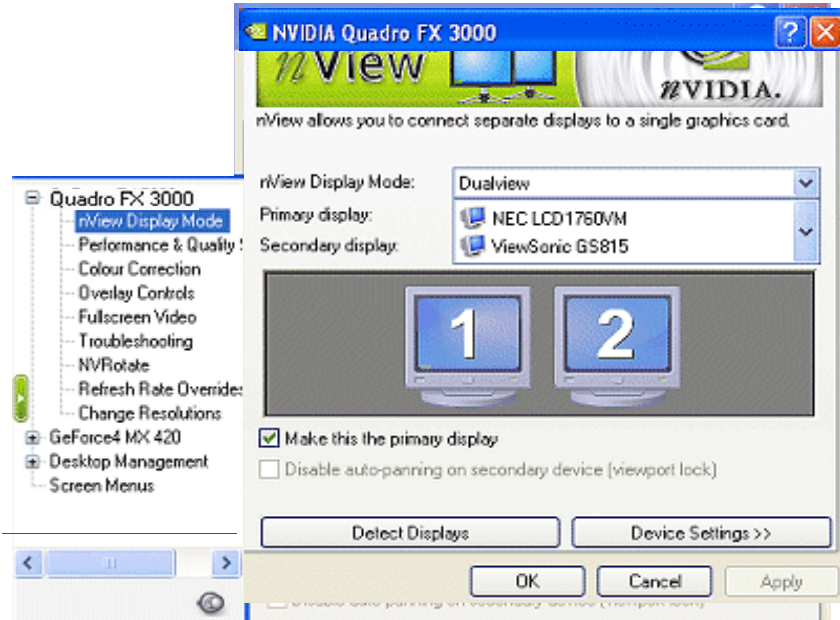 NVIDIA Quadro FX 3000
nView
nVIDIA.
nView allows you to connect separate displays to a single graphics card.
nView Display Mode: Dualview
Primary display: NEC LCD1760VM
Secondary display: ViewSonic GS815
1 2
Make this the primary display
Disable auto-panning on secondary device (viewport lock)
Detect Displays Device Settings >>
OK Cancel Apply
Quadro FX 3000
nView Display Mode
Performance & Quality
Colour Correction
Overlay Controls
Fullscreen Video
Troubleshooting
NVRotate
Refresh Rate Overrides
Change Resolutions
GeForce4 MX 420
Desktop Management
Screen Menus